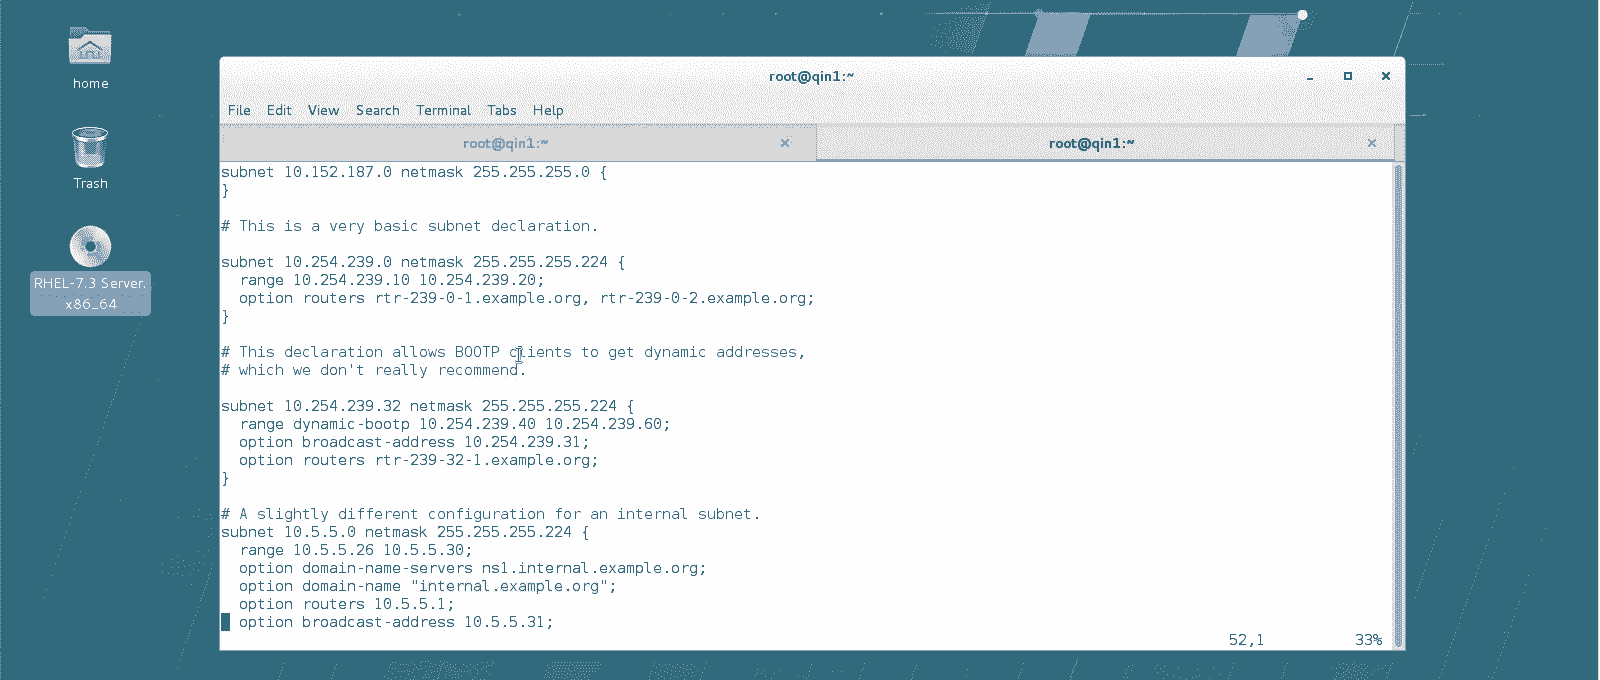 home
Trash
RHEL-7.3 Server.
x86_64
root@qin1:~
File Edit View Search Terminal Tabs Help
root@qin1:~ root@qin1:~
subnet 10.152.187.0 netmask 255.255.255.0 {
}
# This is a very basic subnet declaration.
subnet 10.254.239.0 netmask 255.255.255.224 {
  range 10.254.239.10 10.254.239.20;
  option routers rtr-239-0-1.example.org, rtr-239-0-2.example.org;
}
# This declaration allows BOOTP clients to get dynamic addresses,
# which we don't really recommend.
subnet 10.254.239.32 netmask 255.255.255.224 {
  range dynamic-bootp 10.254.239.40 10.254.239.60;
  option broadcast-address 10.254.239.31;
  option routers rtr-239-32-1.example.org;
}
# A slightly different configuration for an internal subnet.
subnet 10.5.5.0 netmask 255.255.255.224 {
  range 10.5.5.26 10.5.5.30;
  option domain-name-servers ns1.internal.example.org;
  option domain-name "internal.example.org";
  option routers 10.5.5.1;
  option broadcast-address 10.5.5.31;
52,1 33%